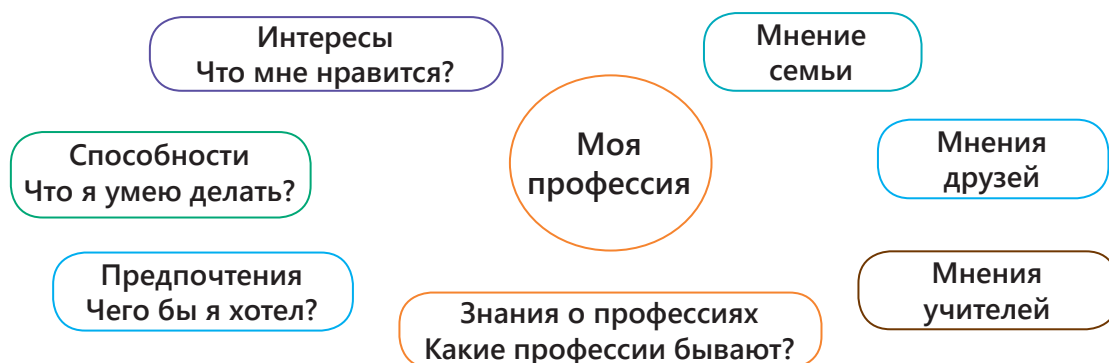 Интересы
Что мне нравится?
Мнение
семьи
Моя
профессия
Способности
Что я умею делать?
Мнения
друзей
Предпочтения
Чего бы я хотел?
Мнения
учителей
Знания о профессиях
Какие профессии бывают?